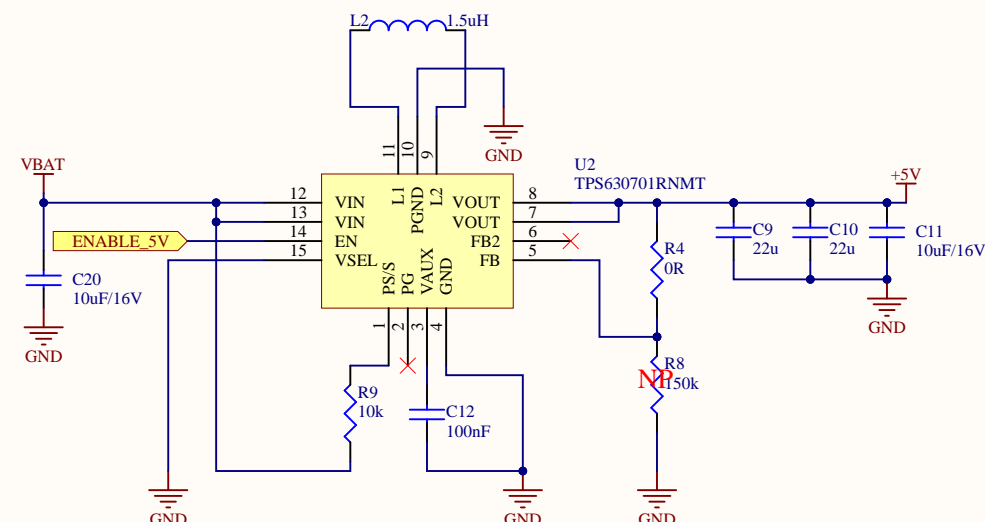 L2 1.5uH
11
10
9
GND
VBAT
U2
TPS630701RNMT
+5V
12 VIN L1 PGND L2 VOUT 8
13 VIN VOUT 7
14 EN FB2 6
15 VSEL FB 5
ENABLE_5V
PS/S PG VAUX GND
1 2 3 4
C9
22u
C10
22u
C11
10uF/16V
R4
0R
C20
10uF/16V
GND
GND
R8
150k
NP
R9
10k
C12
100nF
GND
GND
GND